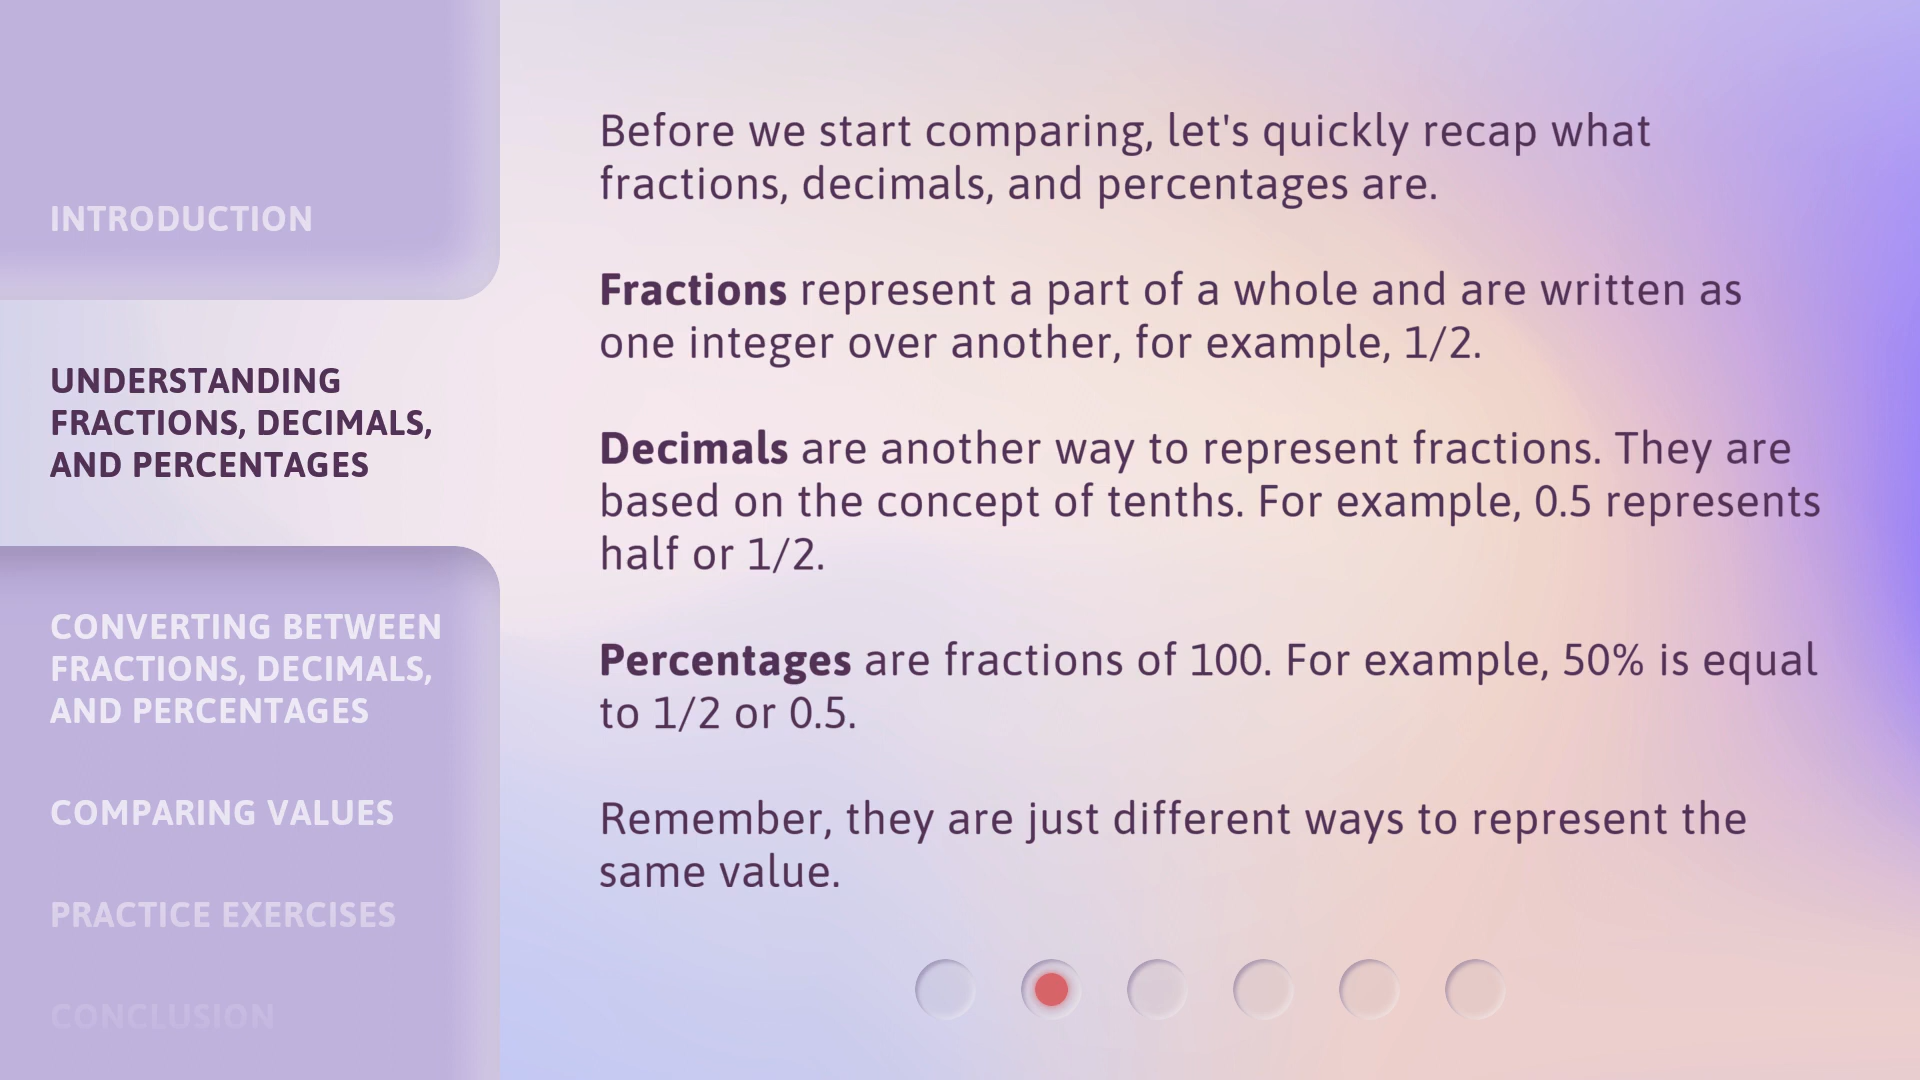 INTRODUCTION
UNDERSTANDING
FRACTIONS, DECIMALS,
AND PERCENTAGES
CONVERTING BETWEEN
FRACTIONS, DECIMALS,
AND PERCENTAGES
COMPARING VALUES
PRACTICE EXERCISES
CONCLUSION
Before we start comparing, let's quickly recap what
fractions, decimals, and percentages are.
Fractions represent a part of a whole and are written as
one integer over another, for example, 1/2.
Decimals are another way to represent fractions. They are
based on the concept of tenths. For example, 0.5 represents
half or 1/2.
Percentages are fractions of 100. For example, 50% is equal
to 1/2 or 0.5.
Remember, they are just different ways to represent the
same value.